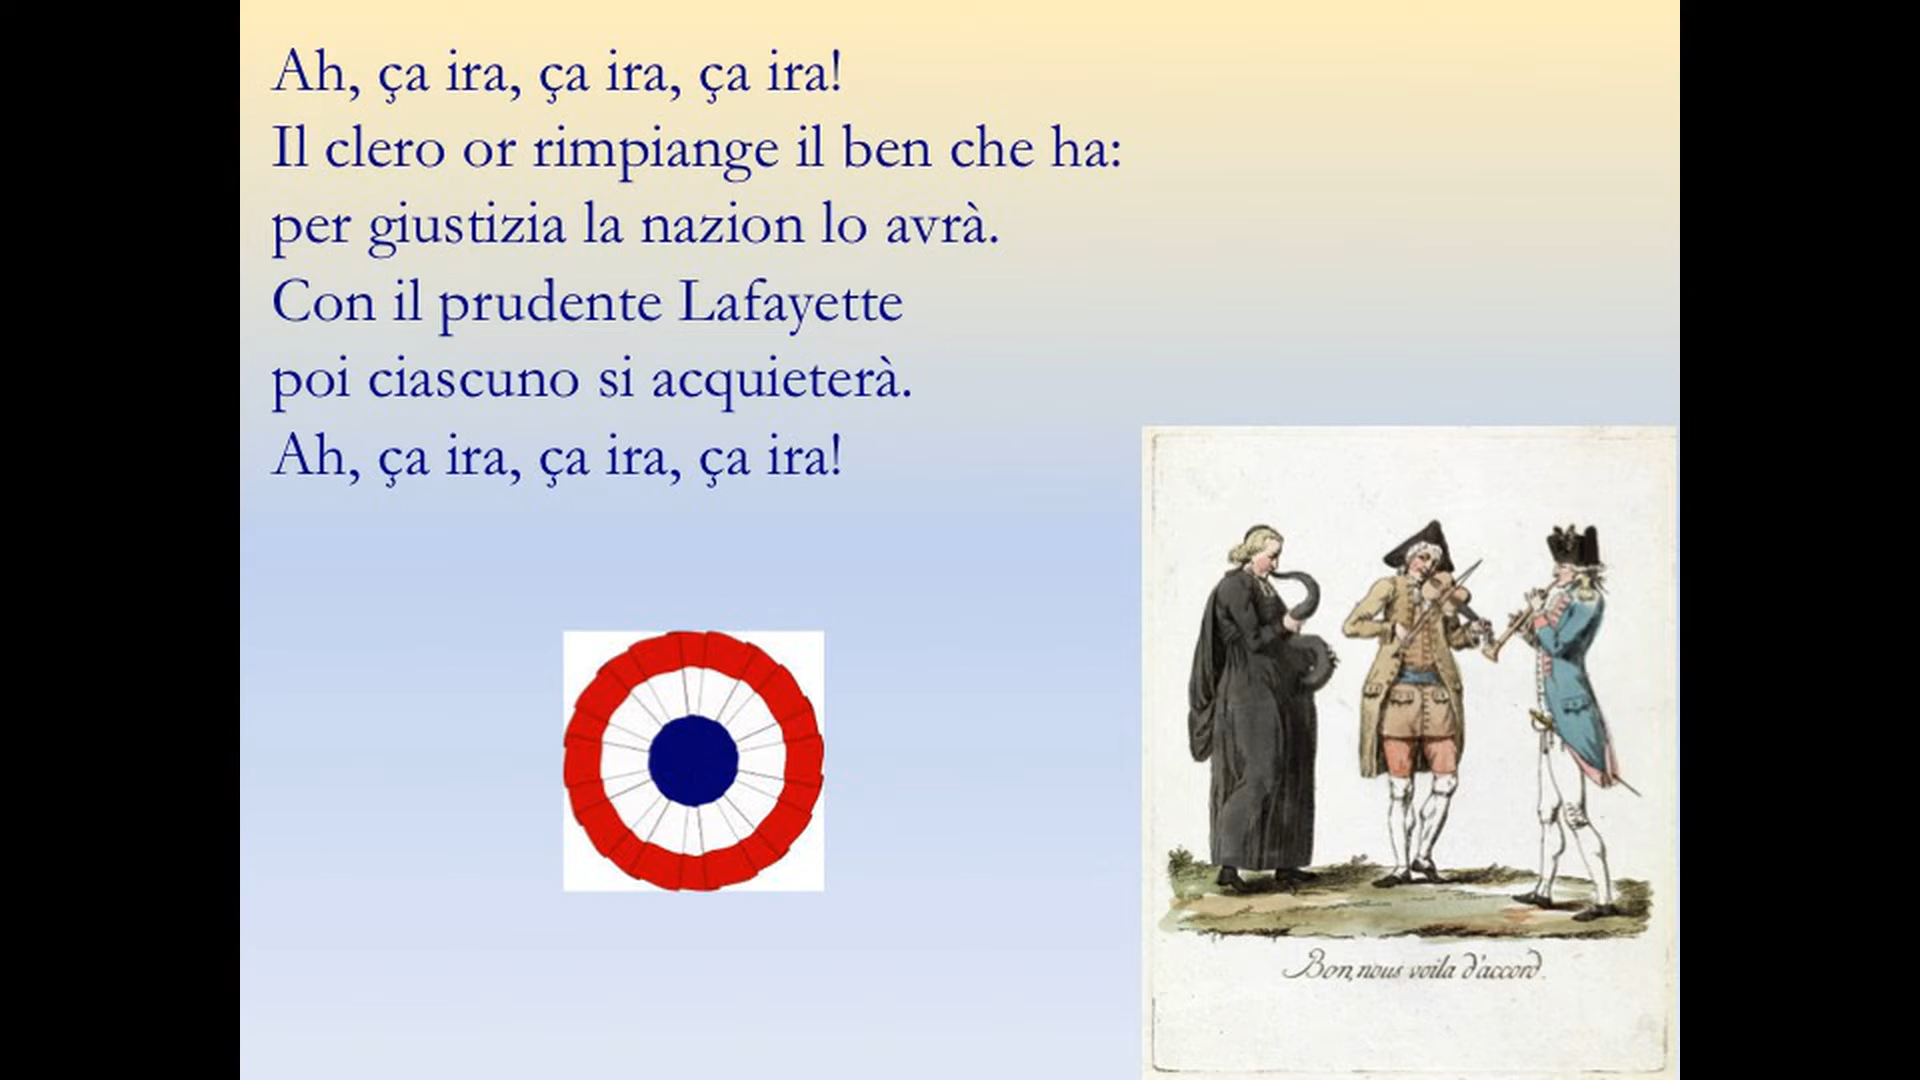 Ah, ça ira, ça ira, ça ira!
Il clero or rimpiange il ben che ha:
per giustizia la nazion lo avrà.
Con il prudente Lafayette
poi ciascuno si acquieterà.
Ah, ça ira, ça ira, ça ira!
Bon, nous voila d'accord.